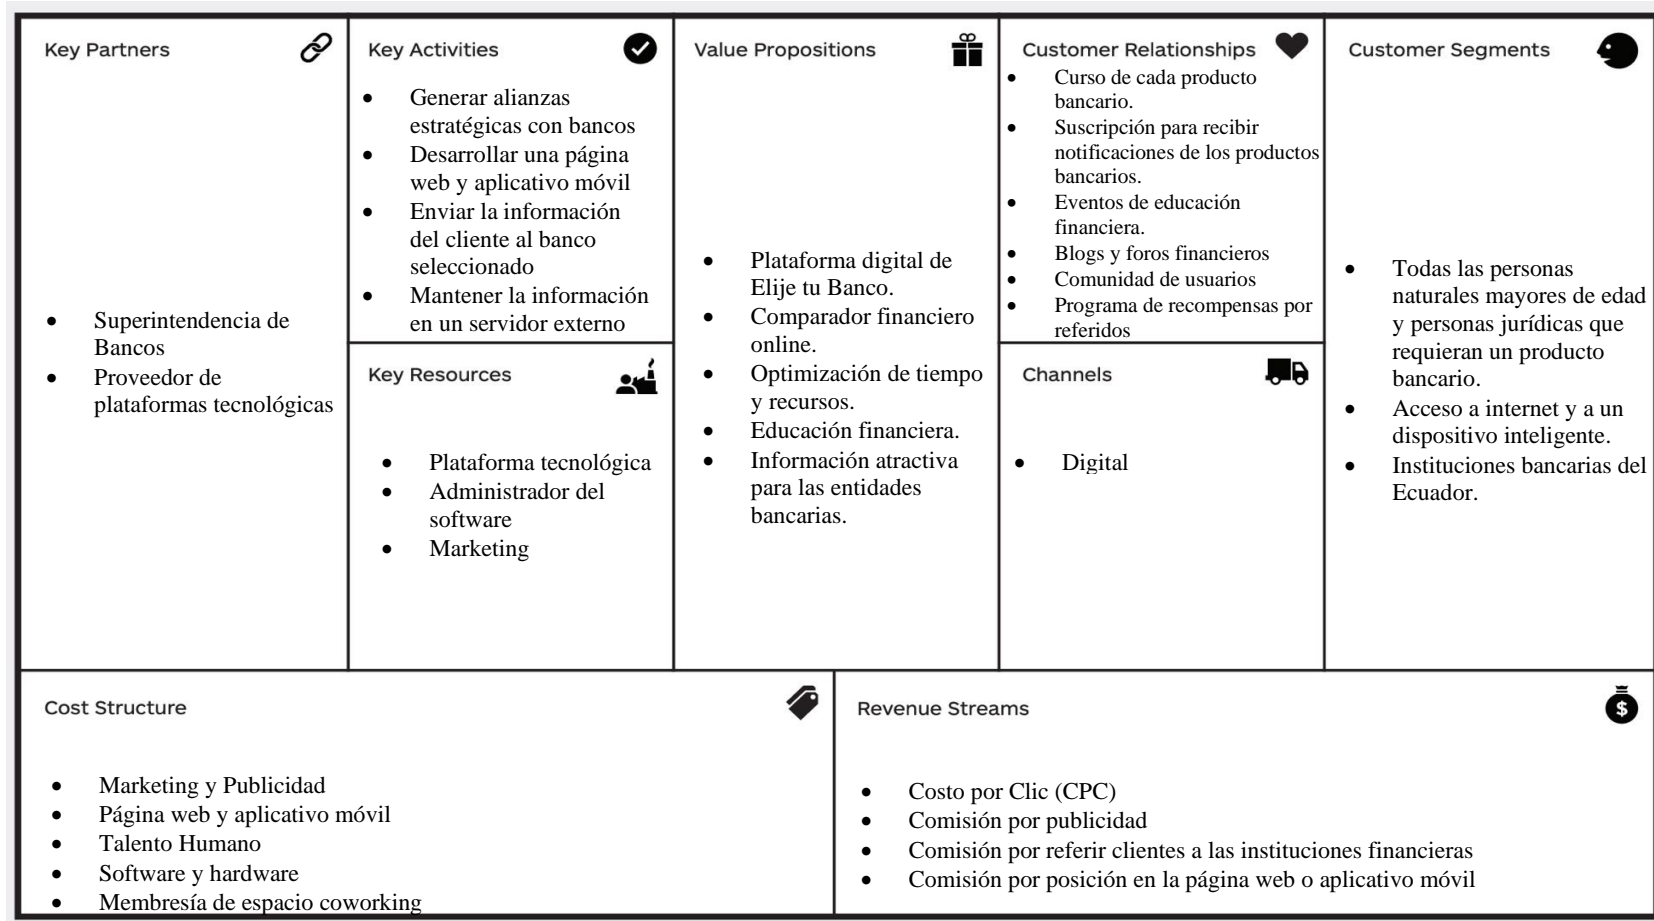 Key Partners
Superintendencia de
Bancos
Proveedor de
plataformas tecnológicas
Key Activities
Generar alianzas
estratégicas con bancos
Desarrollar una página
web y aplicativo móvil
Enviar la información
del cliente al banco
seleccionado
Mantener la información
en un servidor externo
Key Resources
Plataforma tecnológica
Administrador del
software
Marketing
Value Propositions
Plataforma digital de
Elije tu Banco.
Comparador financiero
online.
Optimización de tiempo
y recursos.
Educación financiera.
Información atractiva
para las entidades
bancarias.
Customer Relationships
Curso de cada producto
bancario.
Suscripción para recibir
notificaciones de los productos
bancarios.
Eventos de educación
financiera.
Blogs y foros financieros
Comunidad de usuarios
Programa de recompensas por
referidos
Channels
Digital
Customer Segments
Todas las personas
naturales mayores de edad
y personas jurídicas que
requieran un producto
bancario.
Acceso a internet y a un
dispositivo inteligente.
Instituciones bancarias del
Ecuador.
Cost Structure
Marketing y Publicidad
Página web y aplicativo móvil
Talento Humano
Software y hardware
Membresía de espacio coworking
Revenue Streams
$
Costo por Clic (CPC)
Comisión por publicidad
Comisión por referir clientes a las instituciones financieras
Comisión por posición en la página web o aplicativo móvil